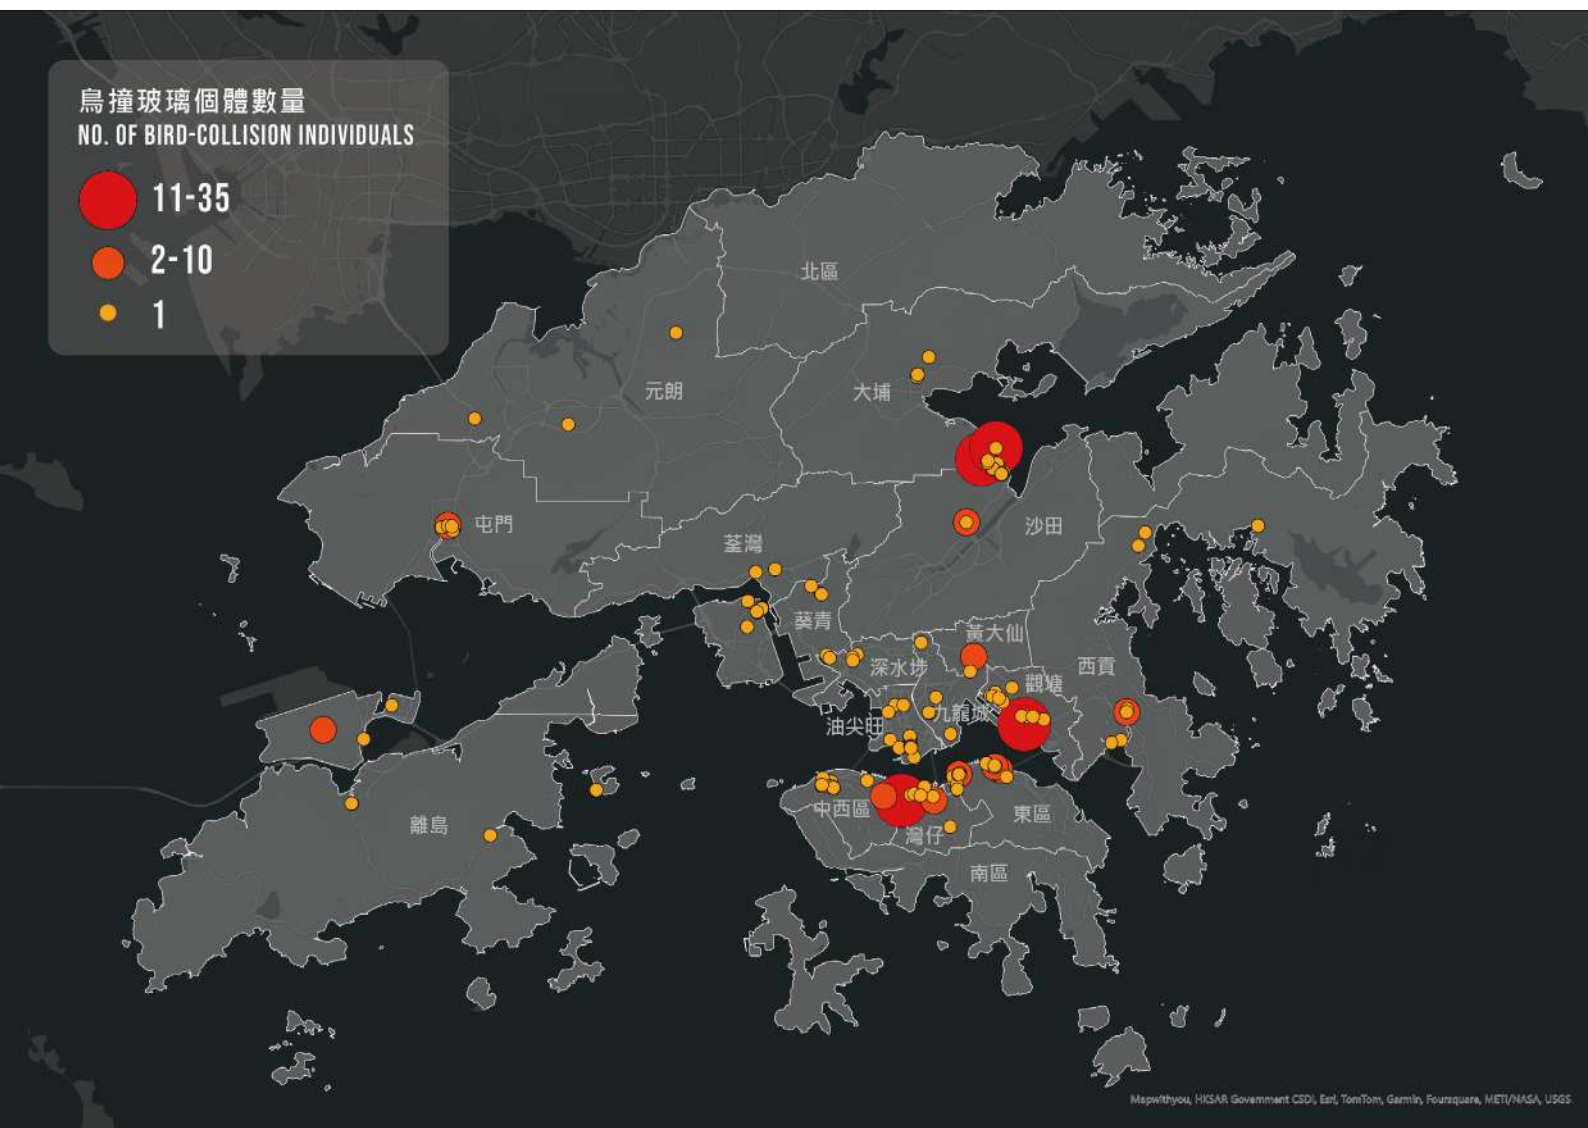 鳥撞玻璃個體數量
NO. OF BIRD-COLLISION INDIVIDUALS
11-35
2-10
1
北區
元朗
大埔
屯門
沙田
荃灣
葵青
黃大仙
深水埗
西貢
觀塘
九龍城
油尖旺
中西區
東區
離島
灣仔
南區
Mapwithyou, HKSAR Government CSDI, Esri, TomTom, Garmin, Foursquare, METI/NASA, USGS